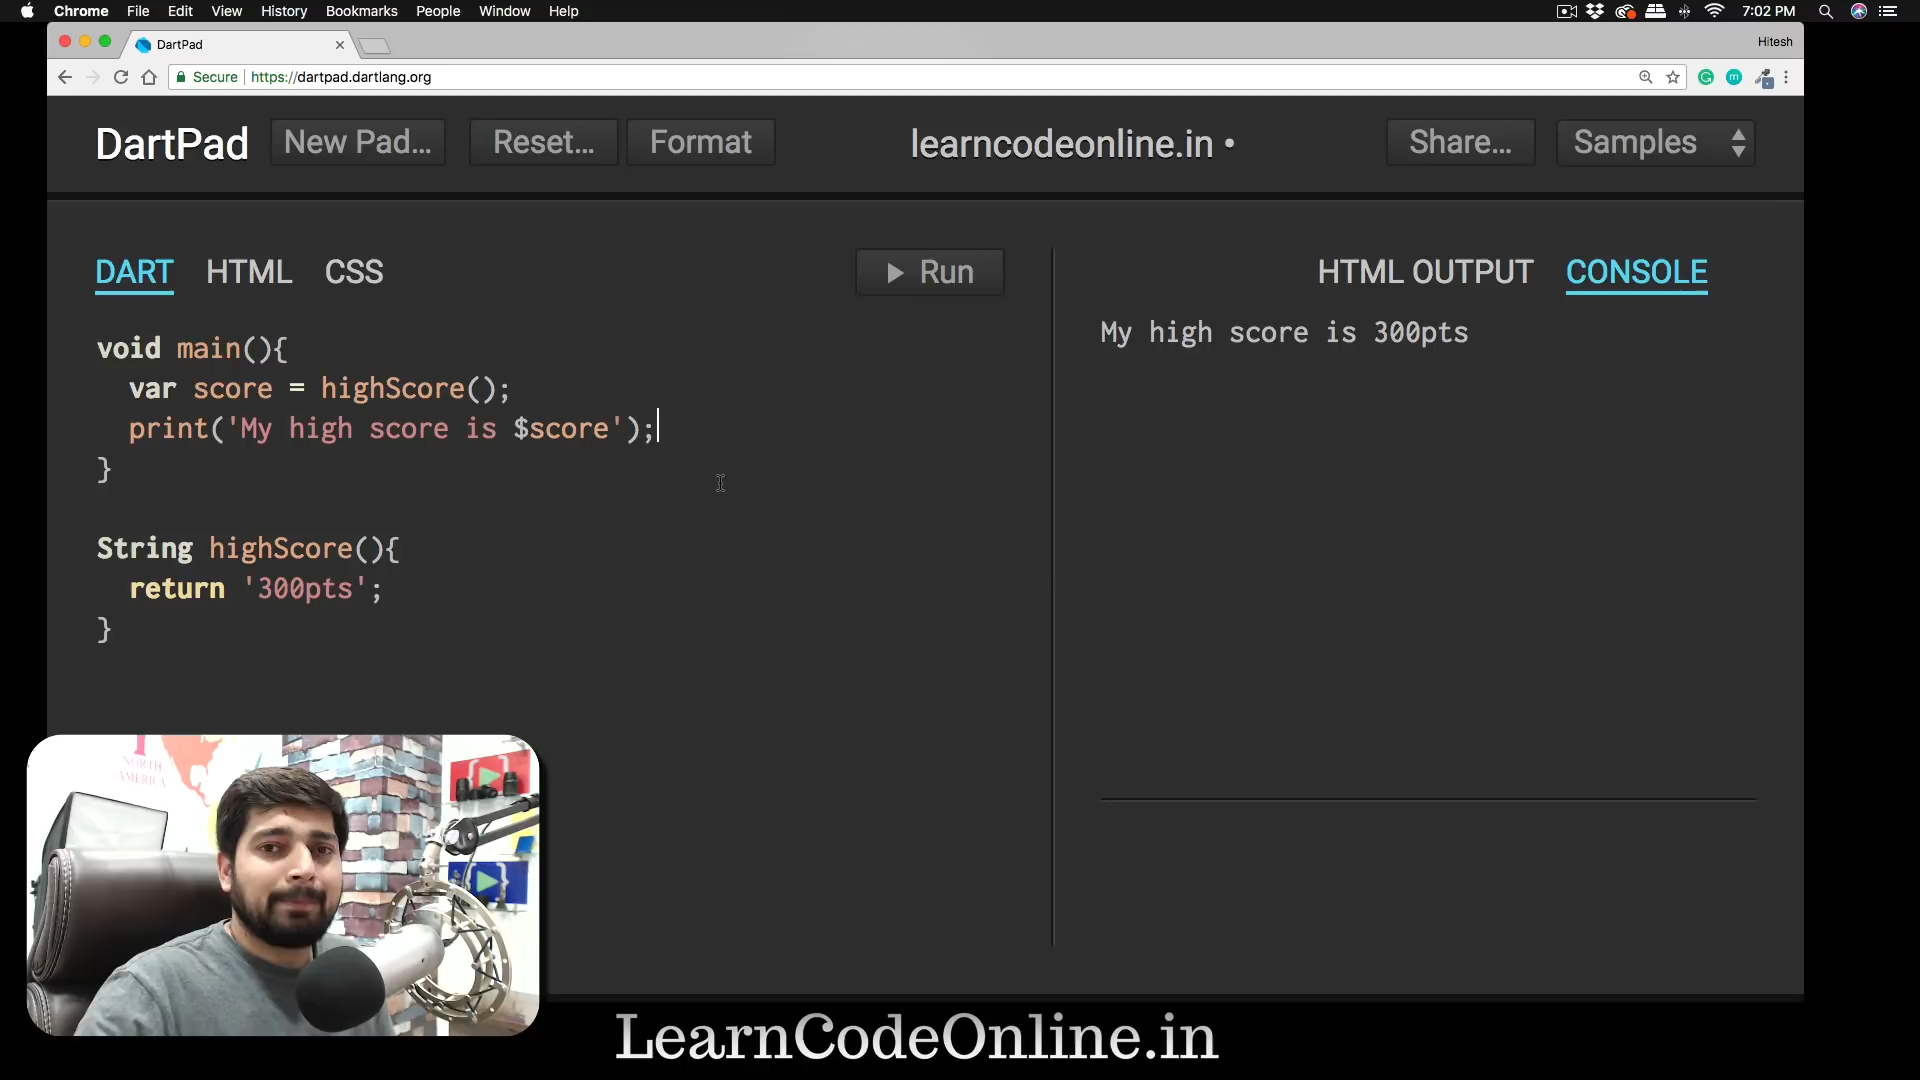 Chrome File Edit View History Bookmarks People Window Help 7:02 PM
DartPad Hitesh
Secure https://dartpad.dartlang.org
DartPad New Pad... Reset... Format learncodeonline.in • Share... Samples
DART HTML CSS Run HTML OUTPUT CONSOLE
void main(){
var score = highScore();
print('My high score is $score');
}
String highScore(){
return '300pts';
}
My high score is 300pts
NORTH
AMERICA
LearnCodeOnline.in